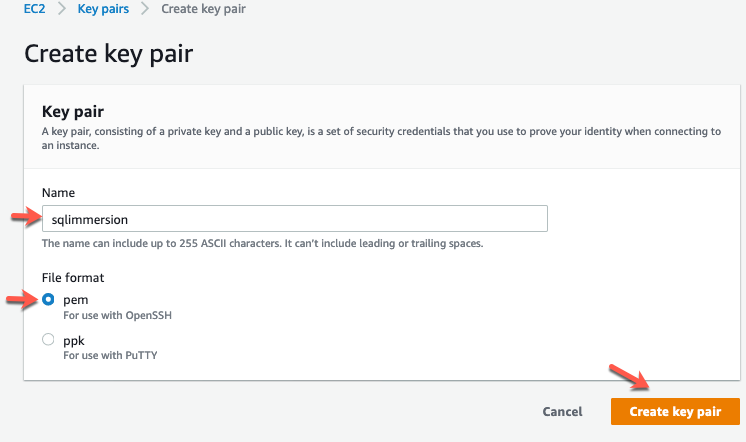 EC2 > Key pairs > Create key pair
Create key pair
Key pair
A key pair, consisting of a private key and a public key, is a set of security credentials that you use to prove your identity when connecting to
an instance.
Name
sqlimmersion
The name can include up to 255 ASCII characters. It can't include leading or trailing spaces.
File format
pem
For use with OpenSSH
ppk
For use with PuTTY
Cancel Create key pair